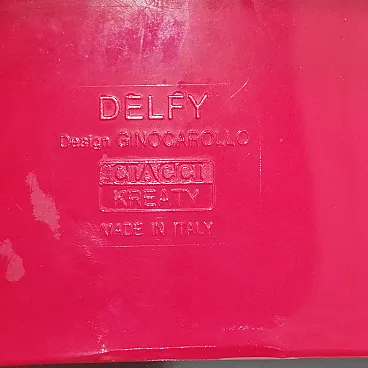 DELFY
Design GINOCAROLLO
CIACCI
KREATY
MADE IN ITALY